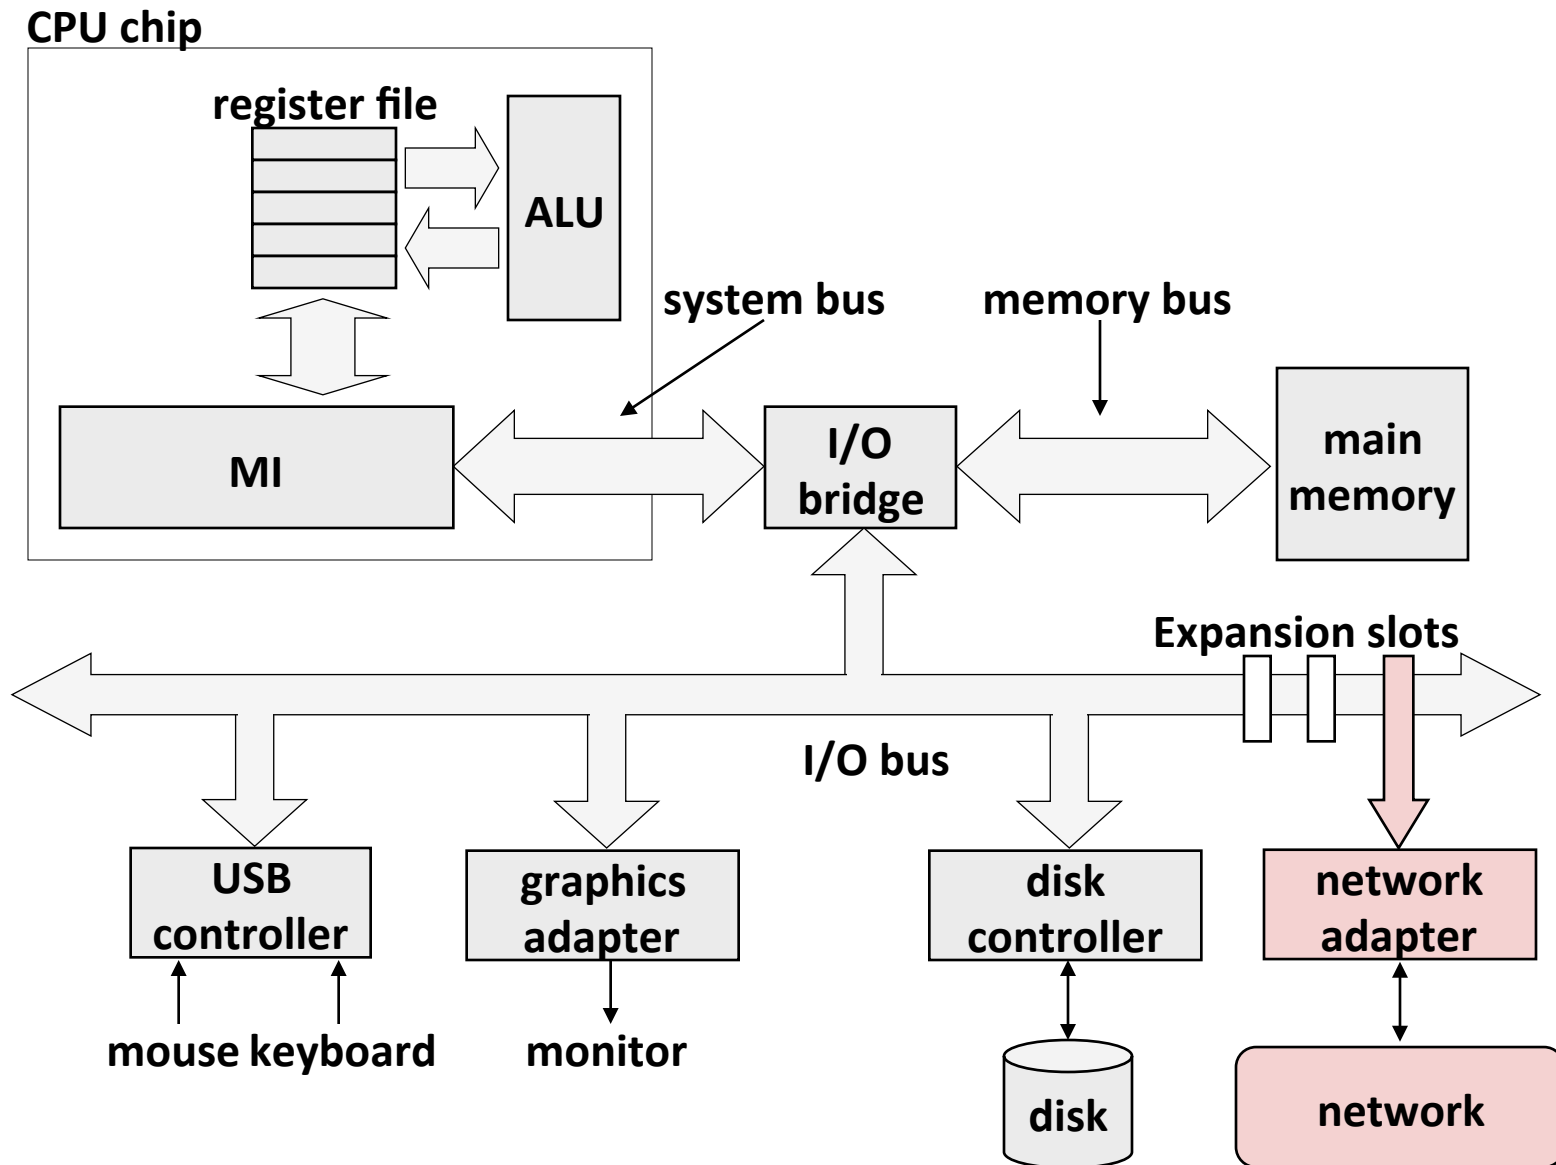 CPU chip
register file
ALU
system bus
memory bus
MI
I/O
bridge
main
memory
Expansion slots
I/O bus
USB
controller
graphics
adapter
disk
controller
network
adapter
mouse keyboard
monitor
disk
network